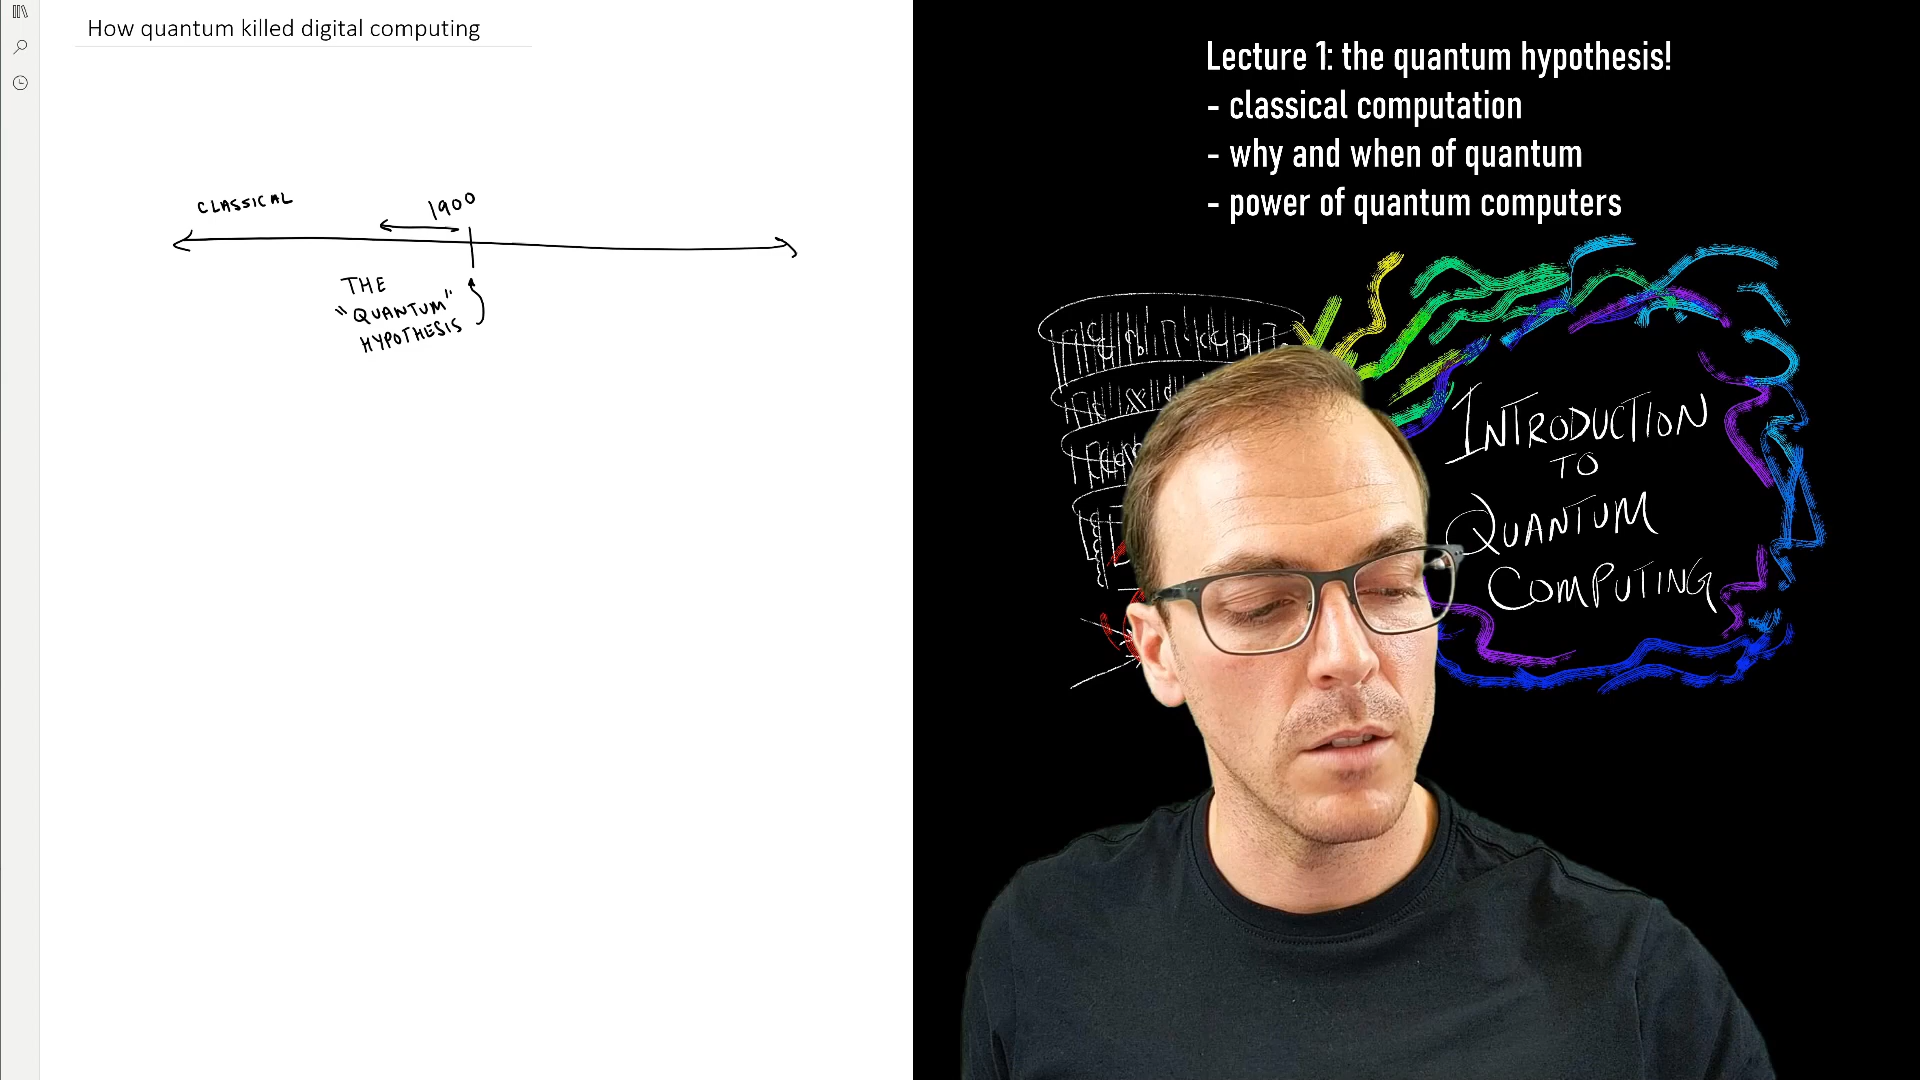 How quantum killed digital computing
CLASSICAL
1900
THE
"QUANTUM"
HYPOTHESIS
Lecture 1: the quantum hypothesis!
- classical computation
- why and when of quantum
- power of quantum computers
INTRODUCTION
TO
QUANTUM
COMPUTING